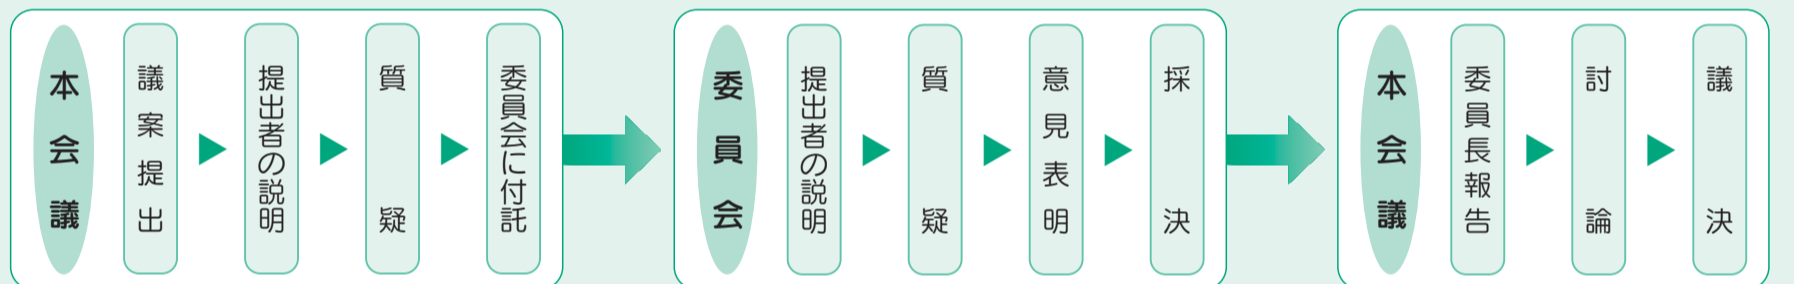 本会議
議案提出
提出者の説明
質疑
委員会に付託
委員会
提出者の説明
質疑
意見表明
採決
本会議
委員長報告
討論
議決